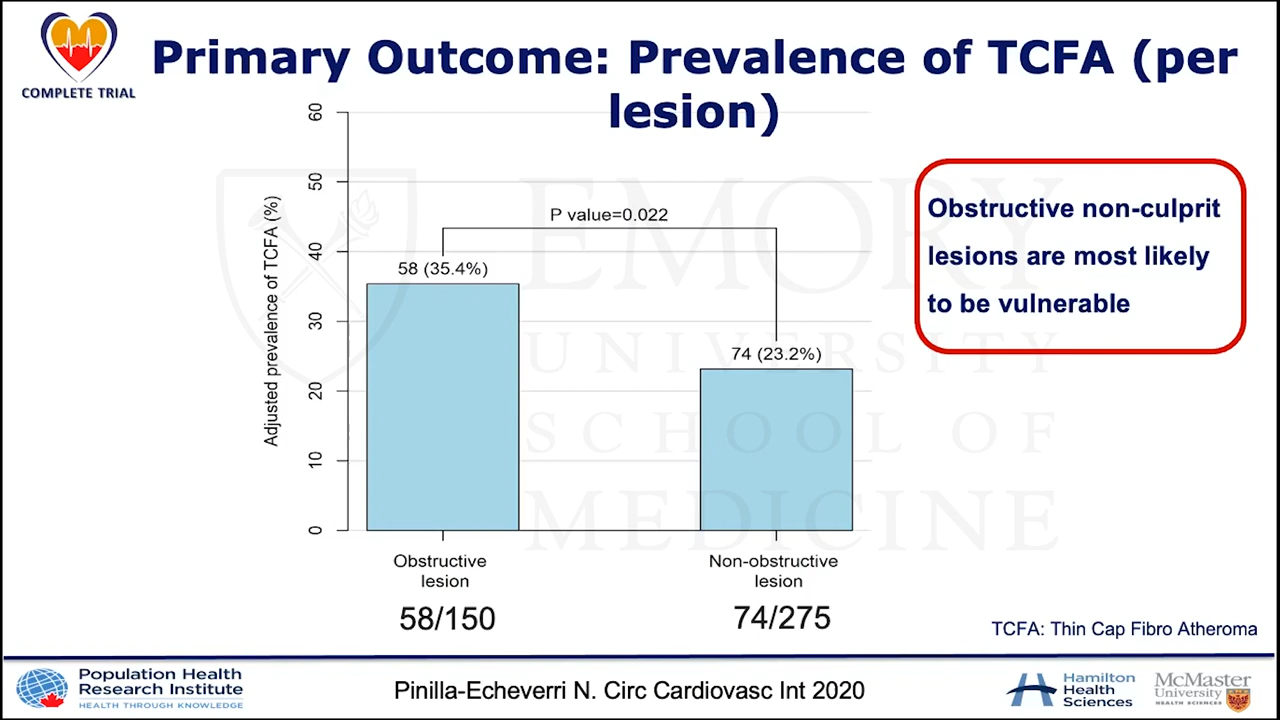 Primary Outcome: Prevalence of TCFA (per
lesion)
COMPLETE TRIAL
60
50
40
30
20
10
0
Adjusted prevalence of TCFA (%)
P value=0.022
58 (35.4%)
74 (23.2%)
Obstructive
lesion
Non-obstructive
lesion
58/150
74/275
Obstructive non-culprit
lesions are most likely
to be vulnerable
EMORY
UNIVERSITY
SCHOOL OF
MEDICINE
TCFA: Thin Cap Fibro Atheroma
Population Health
Research Institute
HEALTH THROUGH KNOWLEDGE
Pinilla-Echeverri N. Circ Cardiovasc Int 2020
Hamilton
Health
Sciences
McMaster
University
HEALTH SCIENCES